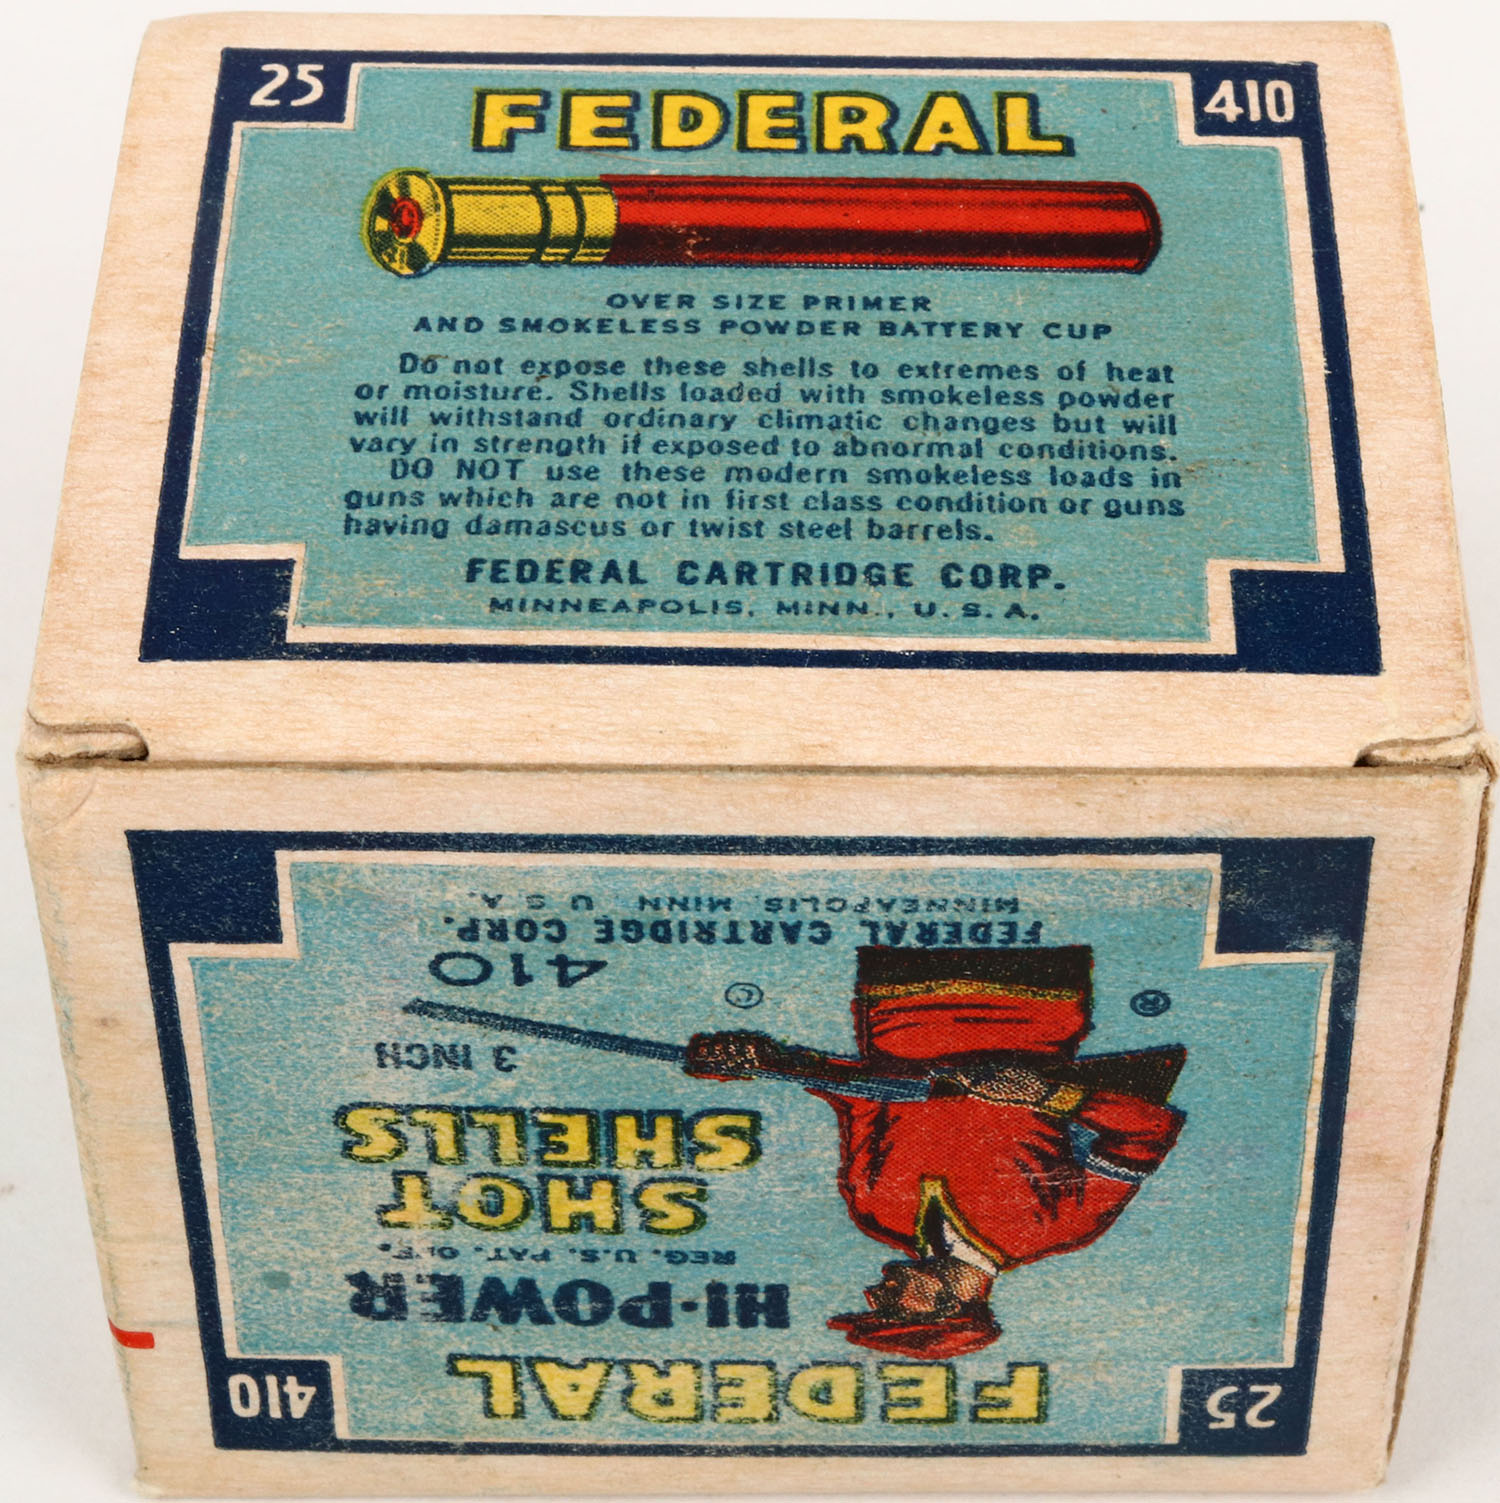 25
410
FEDERAL
OVER SIZE PRIMER
AND SMOKELESS POWDER BATTERY CUP
Do not expose these shells to extremes of heat
or moisture. Shells loaded with smokeless powder
will withstand ordinary climatic changes but will
vary in strength if exposed to abnormal conditions.
DO NOT use these modern smokeless loads in
guns which are not in first class condition or guns
having damascus or twist steel barrels.
FEDERAL CARTRIDGE CORP.
MINNEAPOLIS, MINN., U. S. A.
25
410
FEDERAL
HI-POWER
REG. U.S. PAT. OFF.
SHOT
SHELLS
3 INCH
410
®
©
FEDERAL CARTRIDGE CORP.
MINNEAPOLIS, MINN. U. S. A.